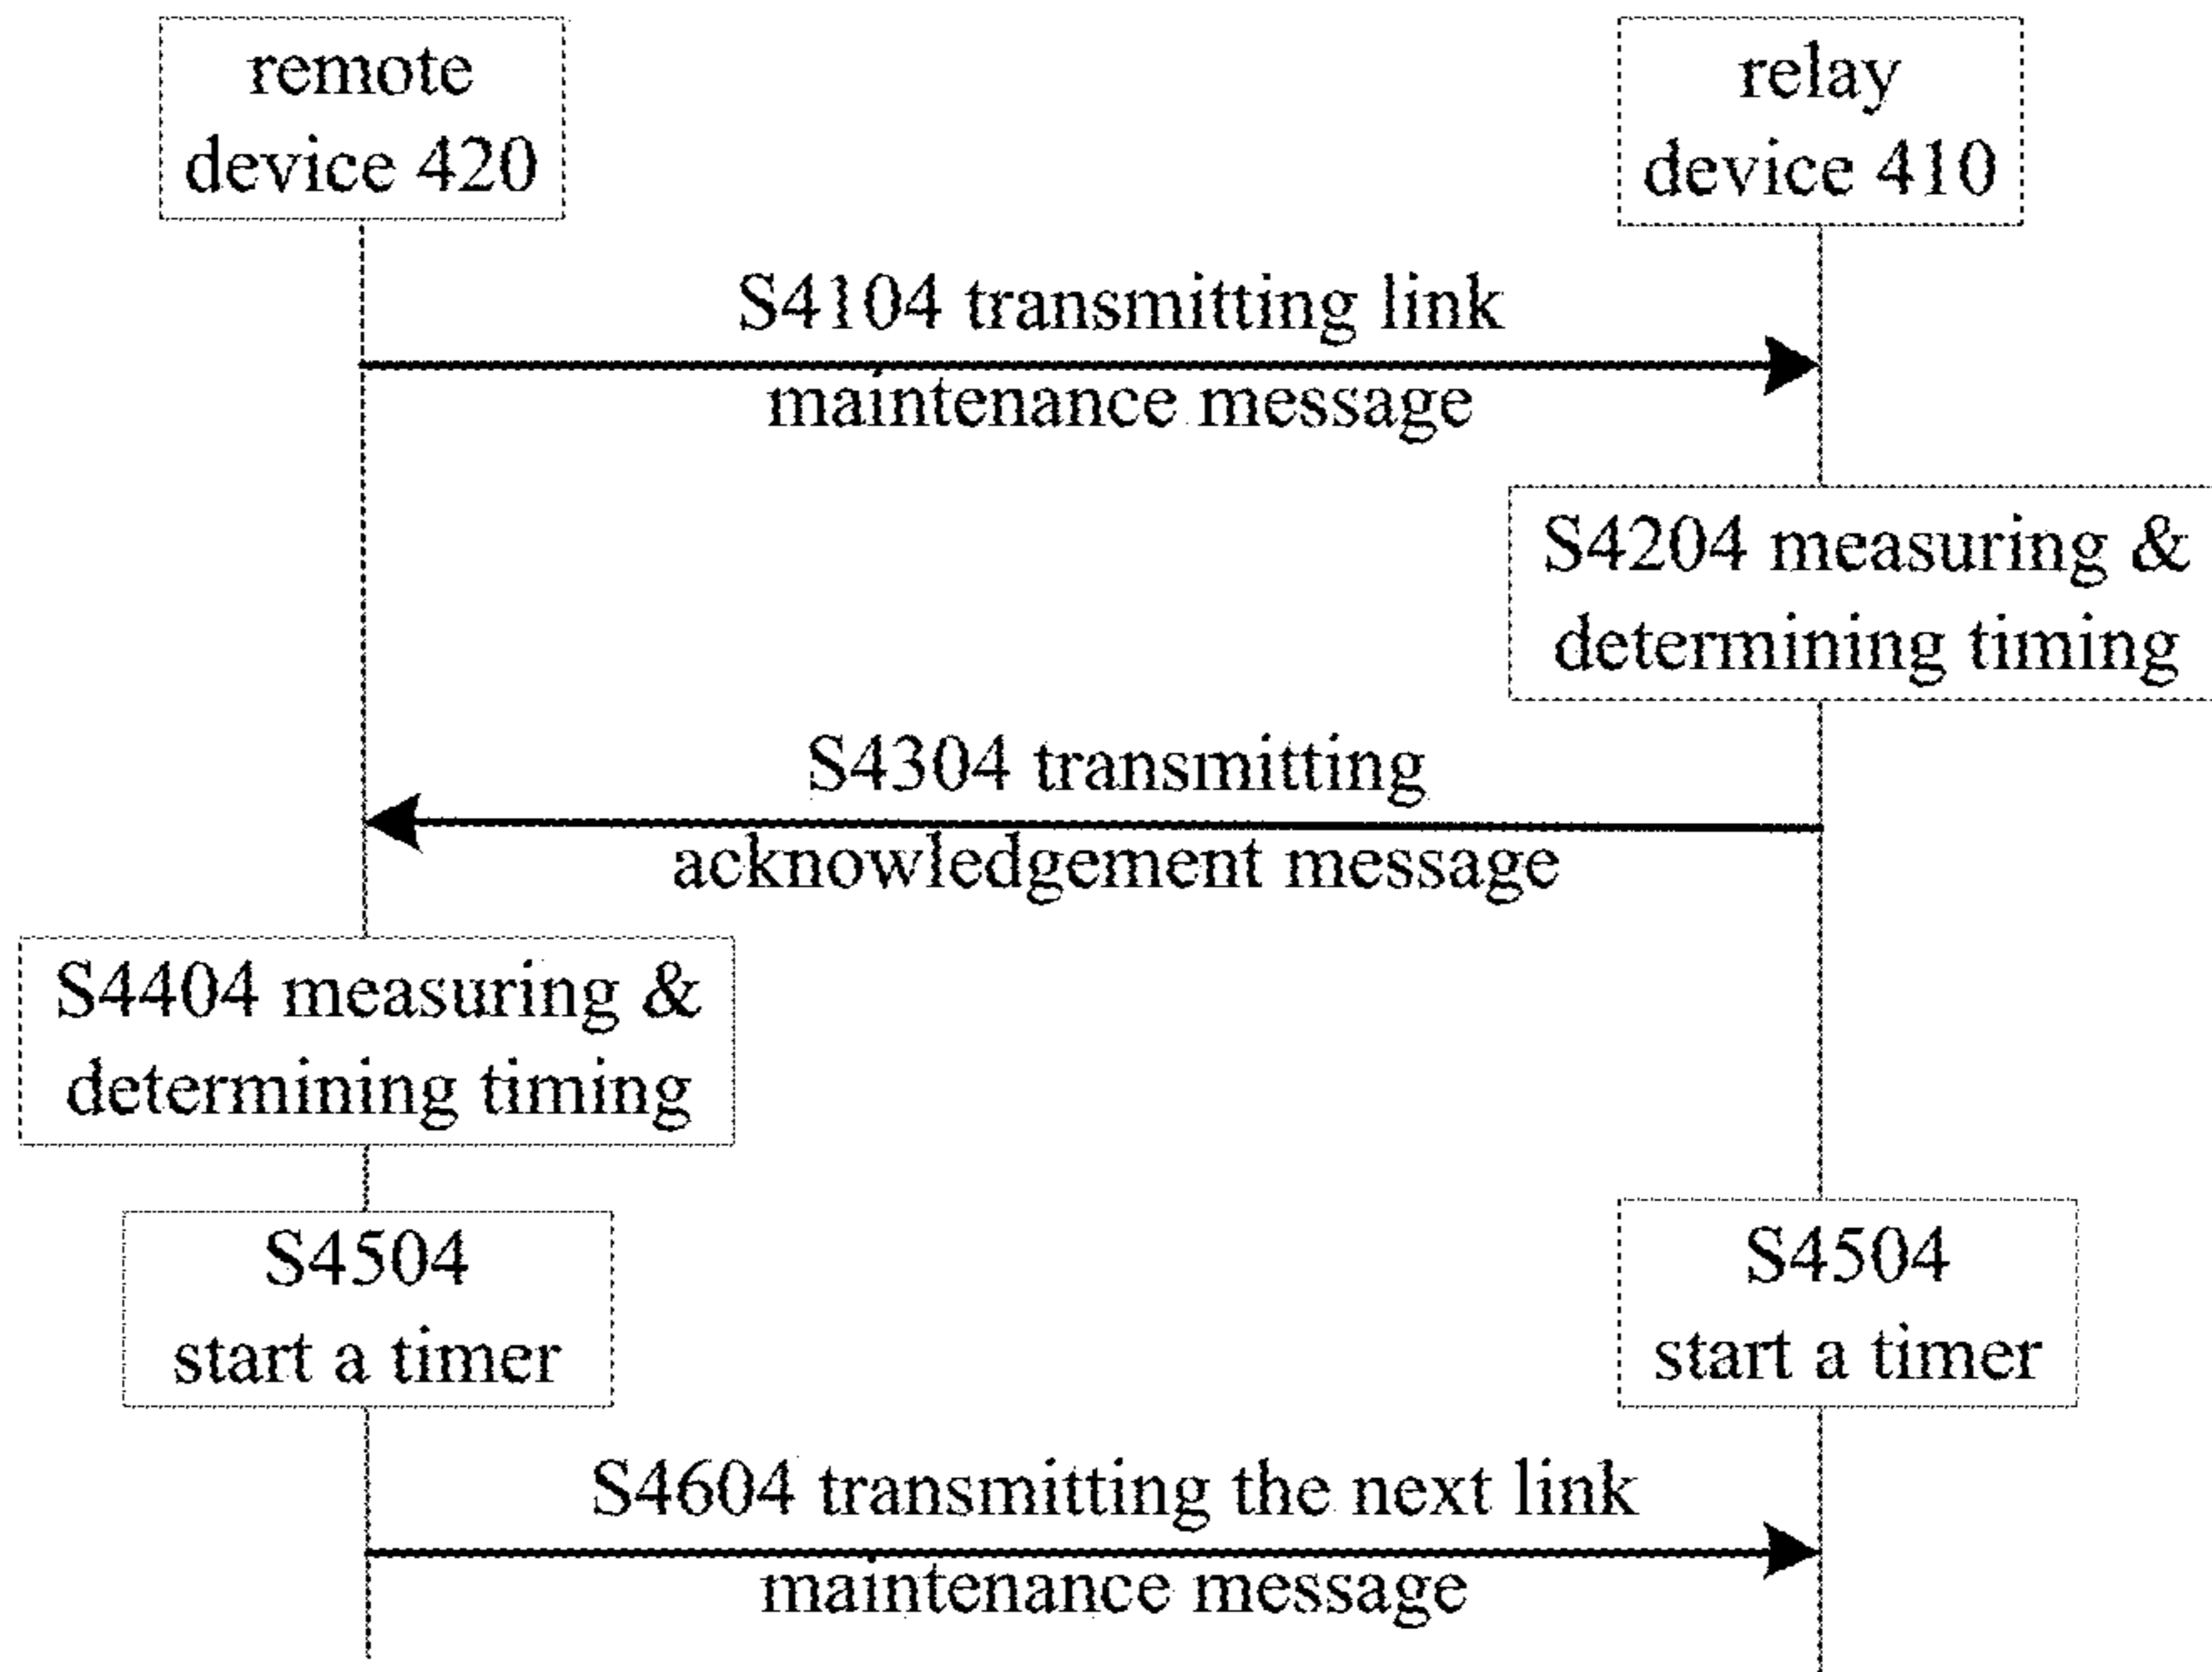 remote
device 420
relay
device 410
S4104 transmitting link
maintenance message
S4204 measuring &
determining timing
S4304 transmitting
acknowledgement message
S4404 measuring &
determining timing
S4504
start a timer
S4504
start a timer
S4604 transmitting the next link
maintenance message